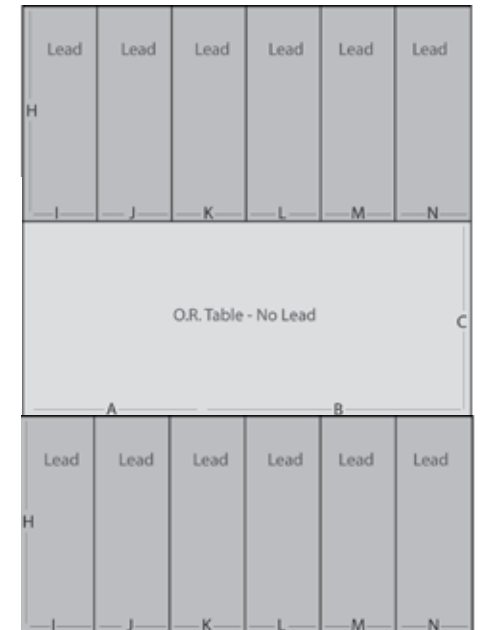 Lead Lead Lead Lead Lead Lead
H
I J K L M N
O.R. Table - No Lead
C
A B
Lead Lead Lead Lead Lead Lead
H
I J K L M N